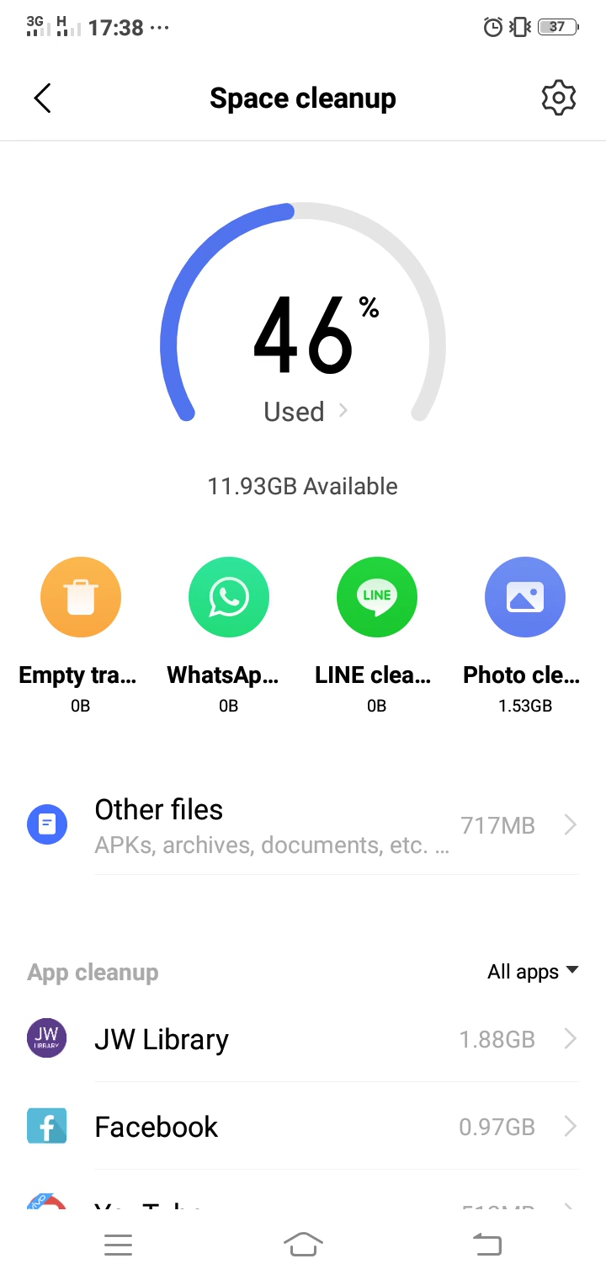 3G H 17:38 ··· 37
Space cleanup
46%
Used
11.93GB Available
LINE
Empty tra... WhatsAp... LINE clea... Photo cle...
0B 0B 0B 1.53GB
Other files
APKs, archives, documents, etc. ...
717MB
App cleanup All apps
JW LIBRARY
JW Library 1.88GB
Facebook 0.97GB